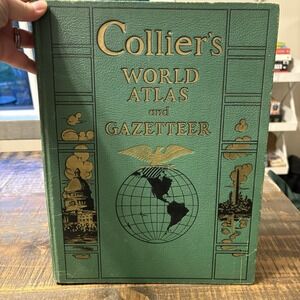 Collier's
WORLD
ATLAS
and
GAZETTEER